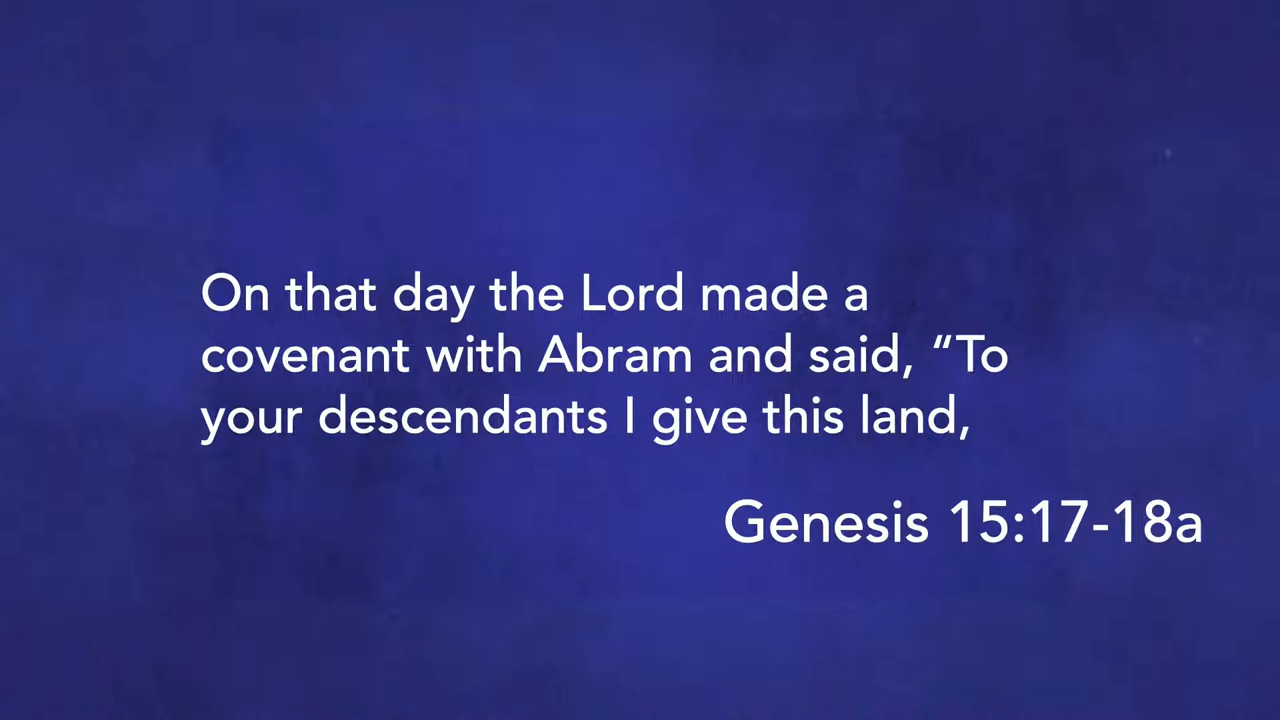 On that day the Lord made a
covenant with Abram and said, “To
your descendants I give this land,
Genesis 15:17-18a